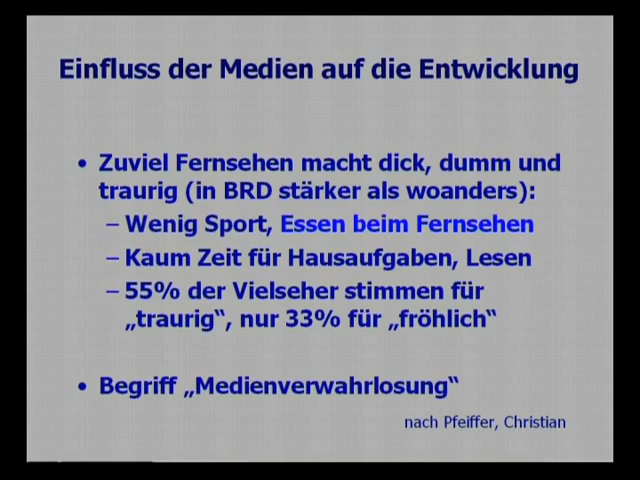 Einfluss der Medien auf die Entwicklung
• Zuviel Fernsehen macht dick, dumm und
traurig (in BRD stärker als woanders):
– Wenig Sport, Essen beim Fernsehen
– Kaum Zeit für Hausaufgaben, Lesen
– 55% der Vielseher stimmen für
„traurig“, nur 33% für „fröhlich“
• Begriff „Medienverwahrlosung“
nach Pfeiffer, Christian